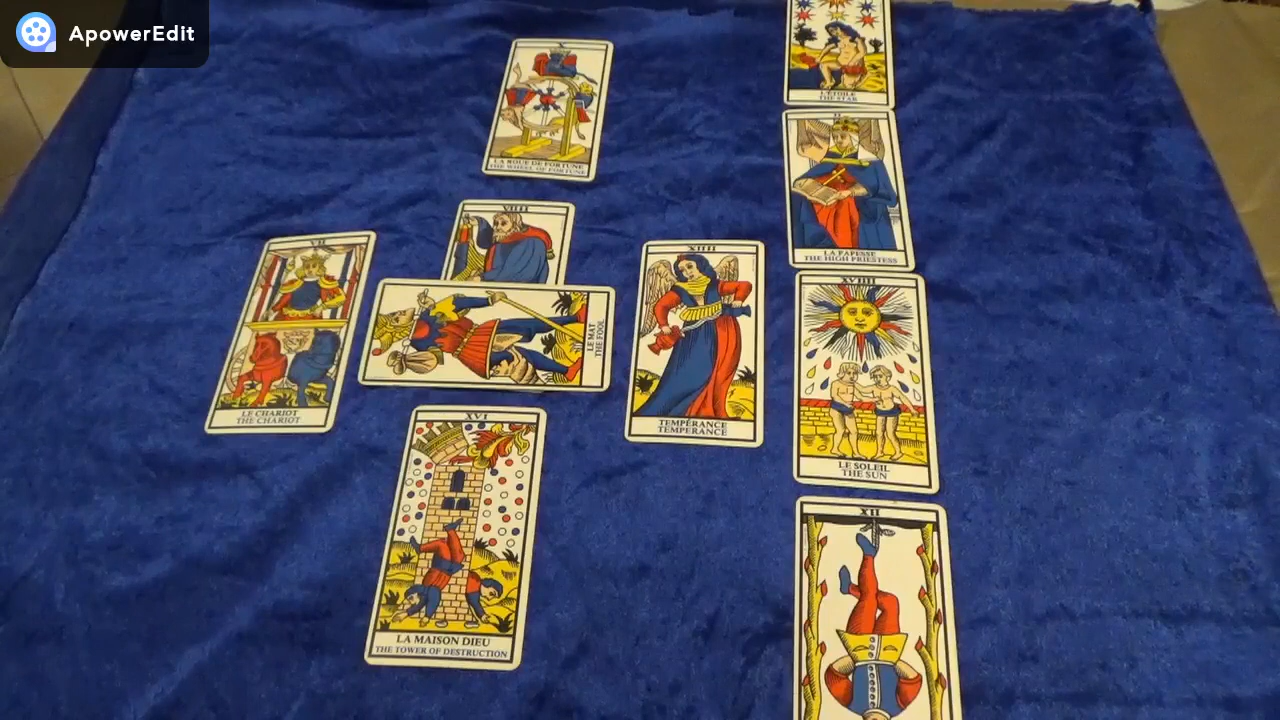 ApowerEdit
X
LA ROUE DE FORTUNE
THE WHEEL OF FORTUNE
L'ÉTOILE
THE STAR
II
LA PAPESSE
THE HIGH PRIESTESS
VIIII
VII
LE CHARIOT
THE CHARIOT
LE MAT
THE FOOL
XIIII
TEMPÉRANCE
TEMPERANCE
XVIIII
LE SOLEIL
THE SUN
XVI
LA MAISON DIEU
THE TOWER OF DESTRUCTION
XII